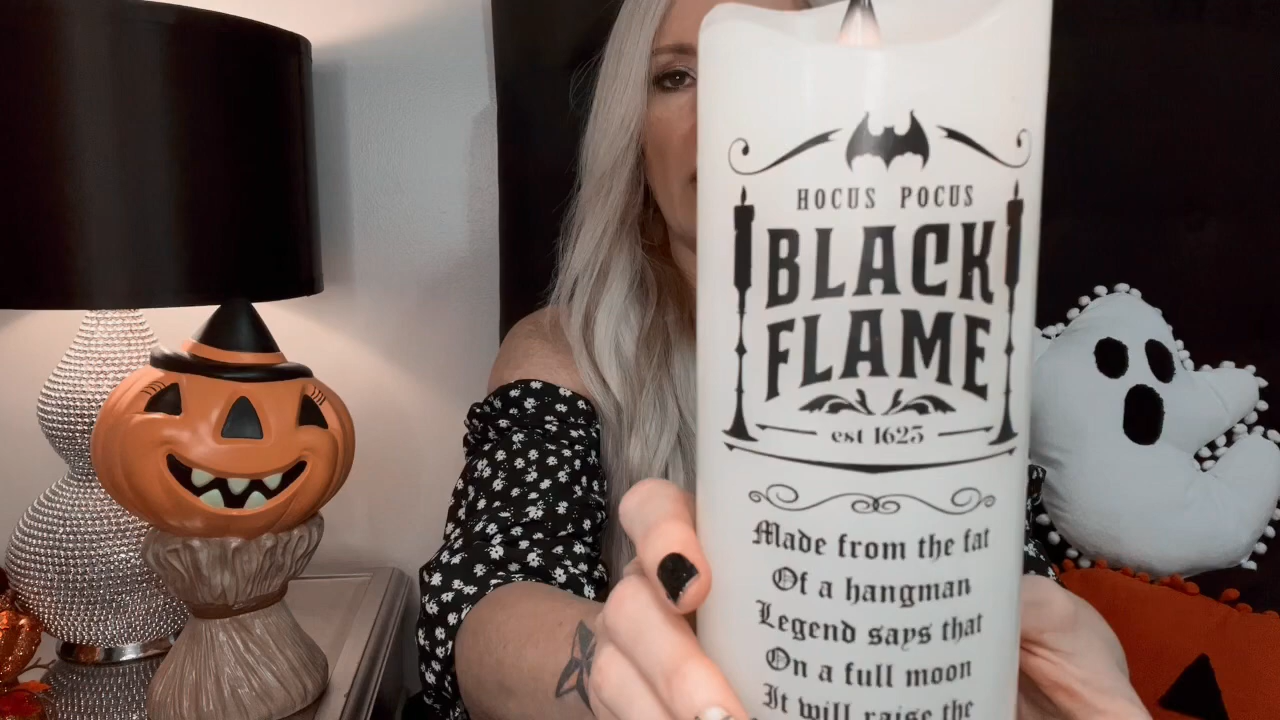 HOCUS POCUS
BLACK
FLAME
est 1623
Made from the fat
Of a hangman
Legend says that
On a full moon
It will raise the